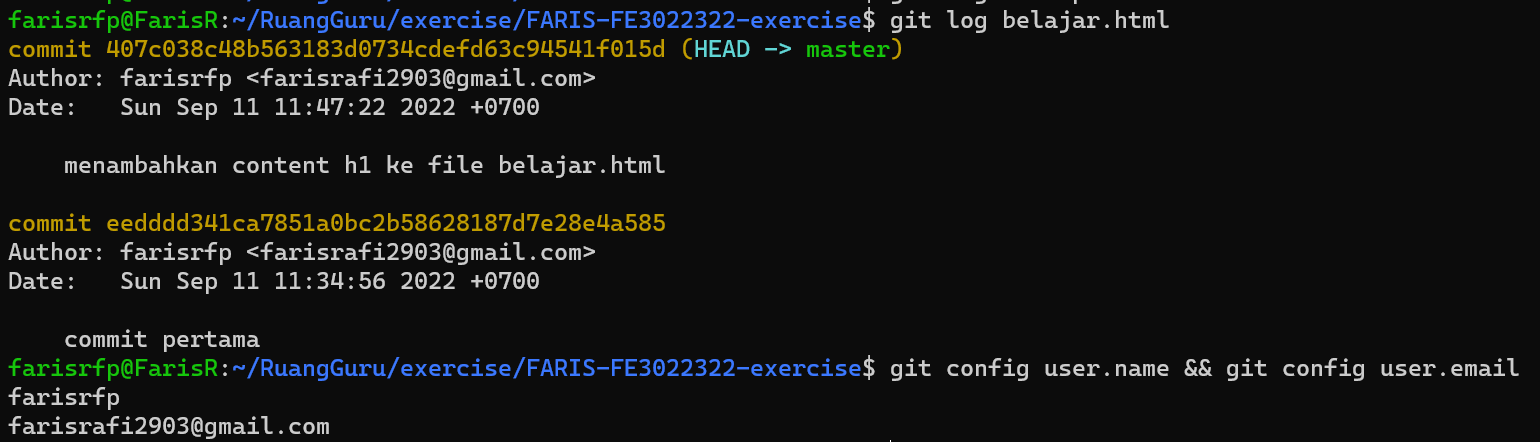 farisrfp@FarisR:~/RuangGuru/exercise/FARIS-FE3022322-exercise$ git log belajar.html
commit 407c038c48b563183d0734cdefd63c94541f015d (HEAD -> master)
Author: farisrfp <farisrafi2903@gmail.com>
Date:   Sun Sep 11 11:47:22 2022 +0700

    menambahkan content h1 ke file belajar.html

commit eedddd341ca7851a0bc2b58628187d7e28e4a585
Author: farisrfp <farisrafi2903@gmail.com>
Date:   Sun Sep 11 11:34:56 2022 +0700

    commit pertama
farisrfp@FarisR:~/RuangGuru/exercise/FARIS-FE3022322-exercise$ git config user.name && git config user.email
farisrfp
farisrafi2903@gmail.com